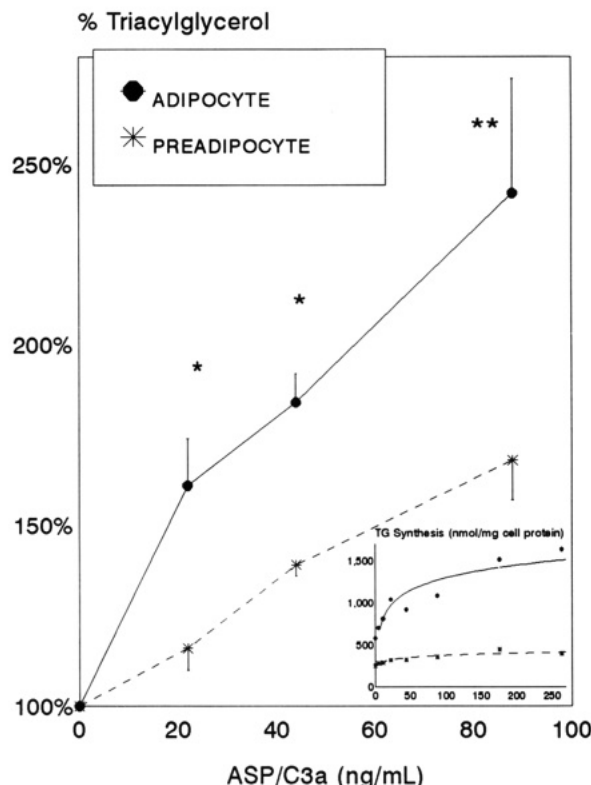 % Triacylglycerol
ADIPOCYTE
PREADIPOCYTE
**
250%
*
200%
*
150%
TG Synthesis (nmol/mg cell protein)
1,500
1,000
500
0
0 50 100 150 200 250
100%
0 20 40 60 80 100
ASP/C3a (ng/mL)